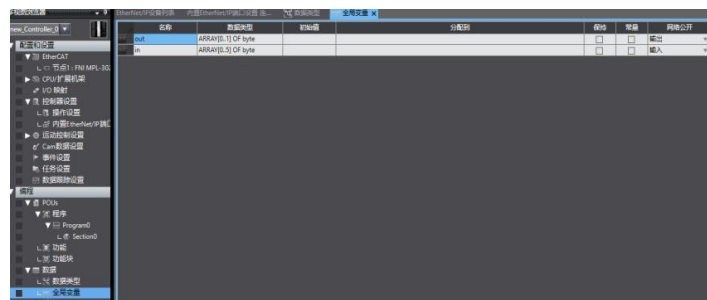 new_Controller_0
配置和设置
EtherCAT
节点1 : FNI MPL-302
CPU/扩展机架
I/O 映射
控制器设置
操作设置
内置EtherNet/IP端口
运动控制设置
Cam数据设置
事件设置
任务设置
数据跟踪设置
编程
POUs
程序
Program0
Section0
功能
功能块
数据
数据类型
全局变量
EtherNet/IP设备列表 内置EtherNet/IP端口设置 连... 数据类型 全局变量
名称 数据类型 初始值 分配到 保持 常量 网络公开
out ARRAY[0..1] OF byte 输出
in ARRAY[0..5] OF byte 输入